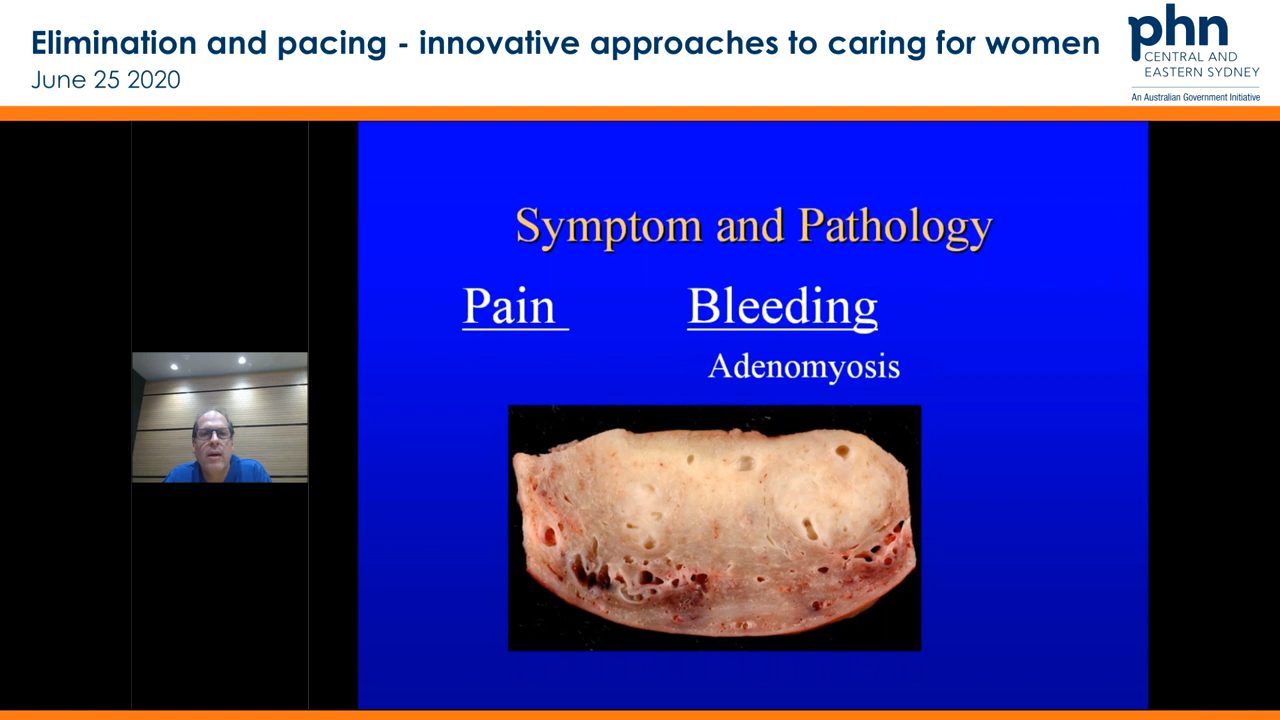 Elimination and pacing - innovative approaches to caring for women
June 25 2020
phn
CENTRAL AND
EASTERN SYDNEY
An Australian Government Initiative
Symptom and Pathology
Pain Bleeding
Adenomyosis